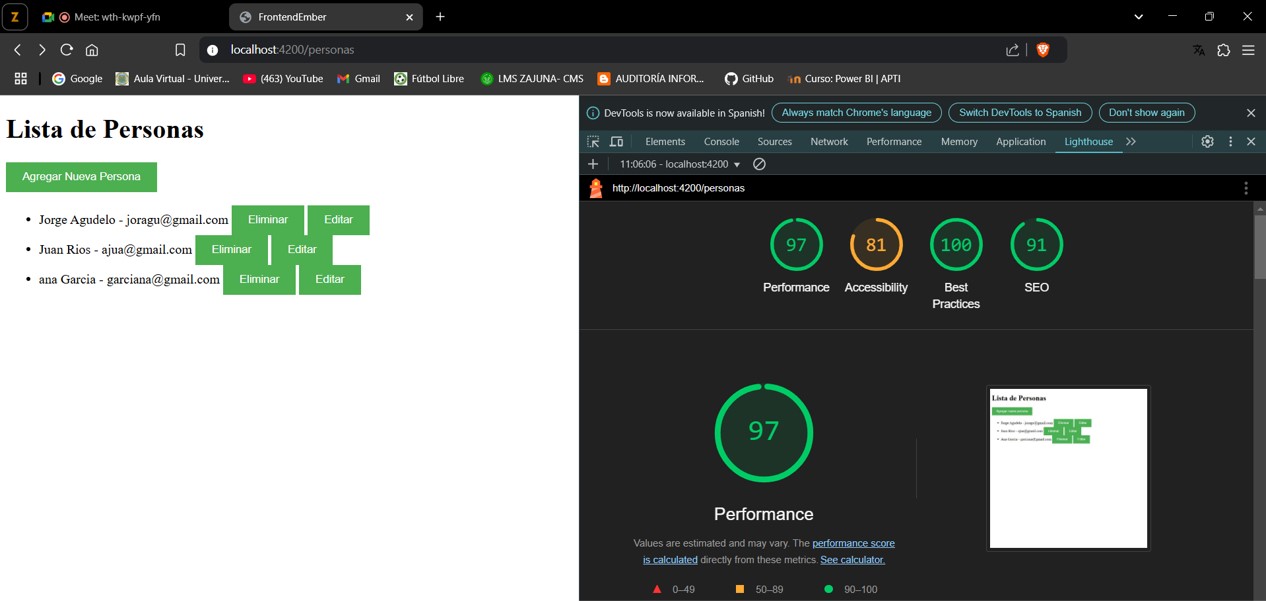 Z
Meet: wth-kwpf-yfn
FrontendEmber
localhost:4200/personas
Google
Aula Virtual - Univer...
(463) YouTube
Gmail
Fútbol Libre
LMS ZAJUNA- CMS
AUDITORÍA INFOR...
GitHub
Curso: Power BI | APTI
Lista de Personas
Agregar Nueva Persona
Jorge Agudelo - joragu@gmail.com Eliminar Editar
Juan Rios - ajua@gmail.com Eliminar Editar
ana Garcia - garciana@gmail.com Eliminar Editar
DevTools is now available in Spanish! Always match Chrome's language Switch DevTools to Spanish Don't show again
Elements Console Sources Network Performance Memory Application Lighthouse
11:06:06 - localhost:4200
http://localhost:4200/personas
97 81 100 91
Performance Accessibility Best Practices SEO
97
Performance
Values are estimated and may vary. The performance score
is calculated directly from these metrics. See calculator.
0–49 50–89 90–100
Lista de Personas